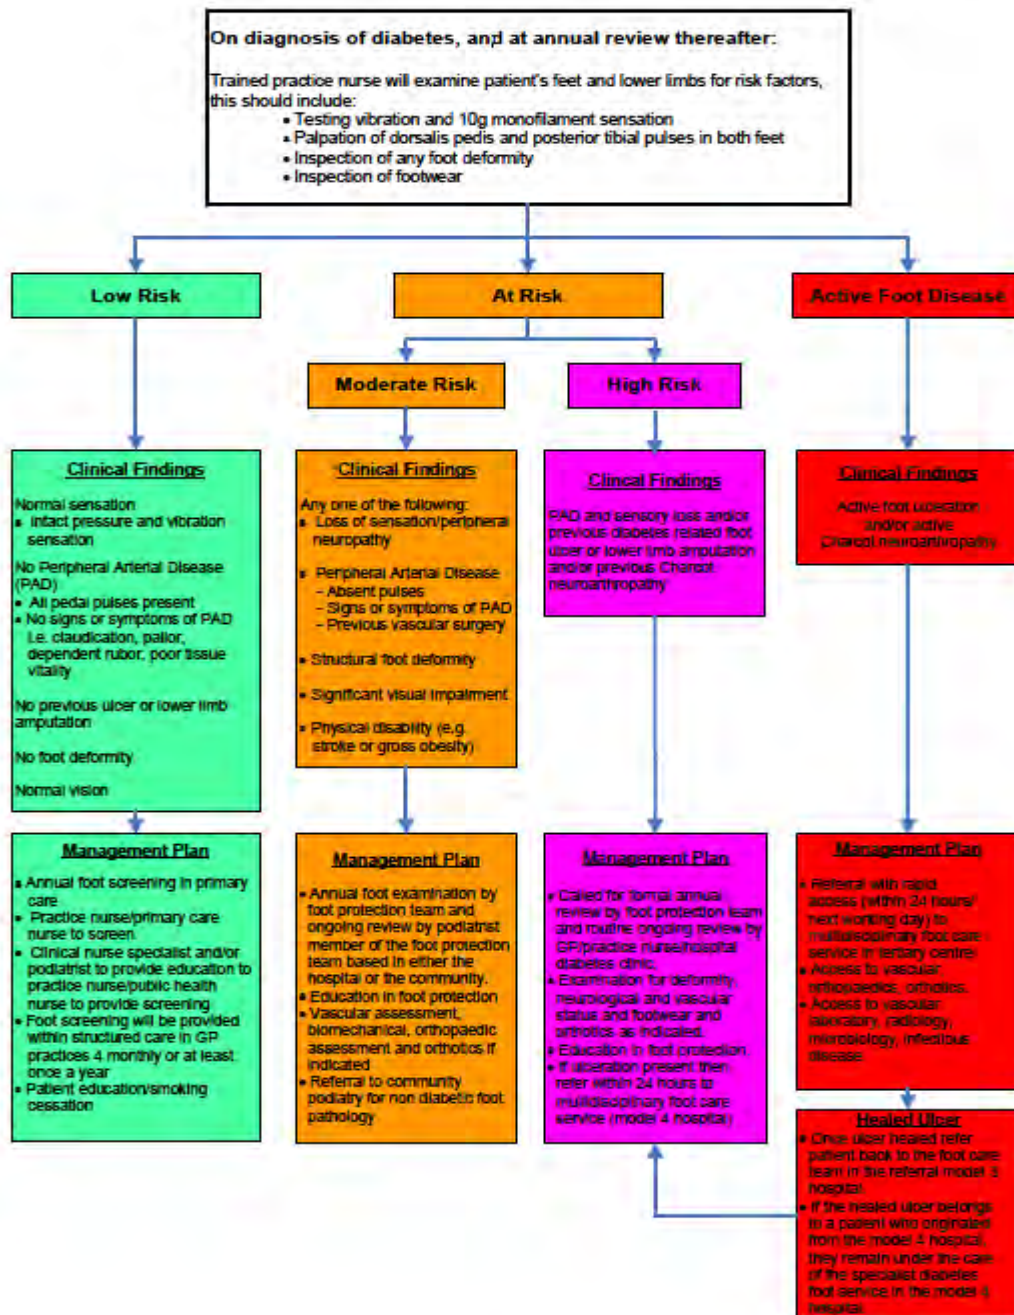 On diagnosis of diabetes, and at annual review thereafter:
Trained practice nurse will examine patient's feet and lower limbs for risk factors,
this should include:
• Testing vibration and 10g monofilament sensation
• Palpation of dorsalis pedis and posterior tibial pulses in both feet
• Inspection of any foot deformity
• Inspection of footwear
Low Risk
At Risk
Active Foot Disease
Moderate Risk
High Risk
Clinical Findings
Normal sensation
• Intact pressure and vibration
sensation
No Peripheral Arterial Disease
(PAD)
• All pedal pulses present
• No signs or symptoms of PAD
i.e. claudication, pallor,
dependent rubor, poor tissue
vitality
No previous ulcer or lower limb
amputation
No foot deformity
Normal vision
Clinical Findings
Any one of the following:
• Loss of sensation/peripheral
neuropathy
• Peripheral Arterial Disease
– Absent pulses
– Signs or symptoms of PAD
– Previous vascular surgery
• Structural foot deformity
• Significant visual impairment
• Physical disability (e.g.
stroke or gross obesity)
Clincal Findings
PAD and sensory loss and/or
previous diabetes related foot
ulcer or lower limb amputation
and/or previous Charcot
neuroarthropathy
Clinical Findings
Active foot ulceration
and/or active
Charcot neuroarthropathy
Management Plan
• Annual foot screening in primary
care
• Practice nurse/primary care
nurse to screen
• Clinical nurse specialist and/or
podiatrist to provide education to
practice nurse/public health
nurse to provide screening
• Foot screening will be provided
within structured care in GP
practices 4 monthly or at least
once a year
• Patient education/smoking
cessation
Management Plan
• Annual foot examination by
foot protection team and
ongoing review by podiatrist
member of the foot protection
team based in either the
hospital or the community.
• Education in foot protection
• Vascular assessment,
biomechanical, orthopaedic
assessment and orthotics if
indicated
• Referral to community
podiatry for non diabetic foot
pathology
Management Plan
• Called for formal annual
review by foot protection team
and routine ongoing review by
GP/practice nurse/hospital
diabetes clinic.
• Examination for deformity,
neurological and vascular
status and footwear and
orthotics as indicated.
• Education in foot protection
• If ulceration present then
refer within 24 hours to
multidisciplinary foot care
service (model 4 hospital)
Management Plan
• Referral with rapid
access (within 24 hours/
next working day) to
multidisciplinary foot care
service in tertiary centre
• Access to vascular,
orthopaedics, orthotics.
• Access to vascular
laboratory, radiology,
microbiology, infectious
disease
Healed Ulcer
• Once ulcer healed refer
patient back to the foot care
team in the referral model 3
hospital
• If the healed ulcer belongs
to a patient who originated
from the model 4 hospital,
they remain under the care
of the specialist diabetes
foot service in the model 4
hospital